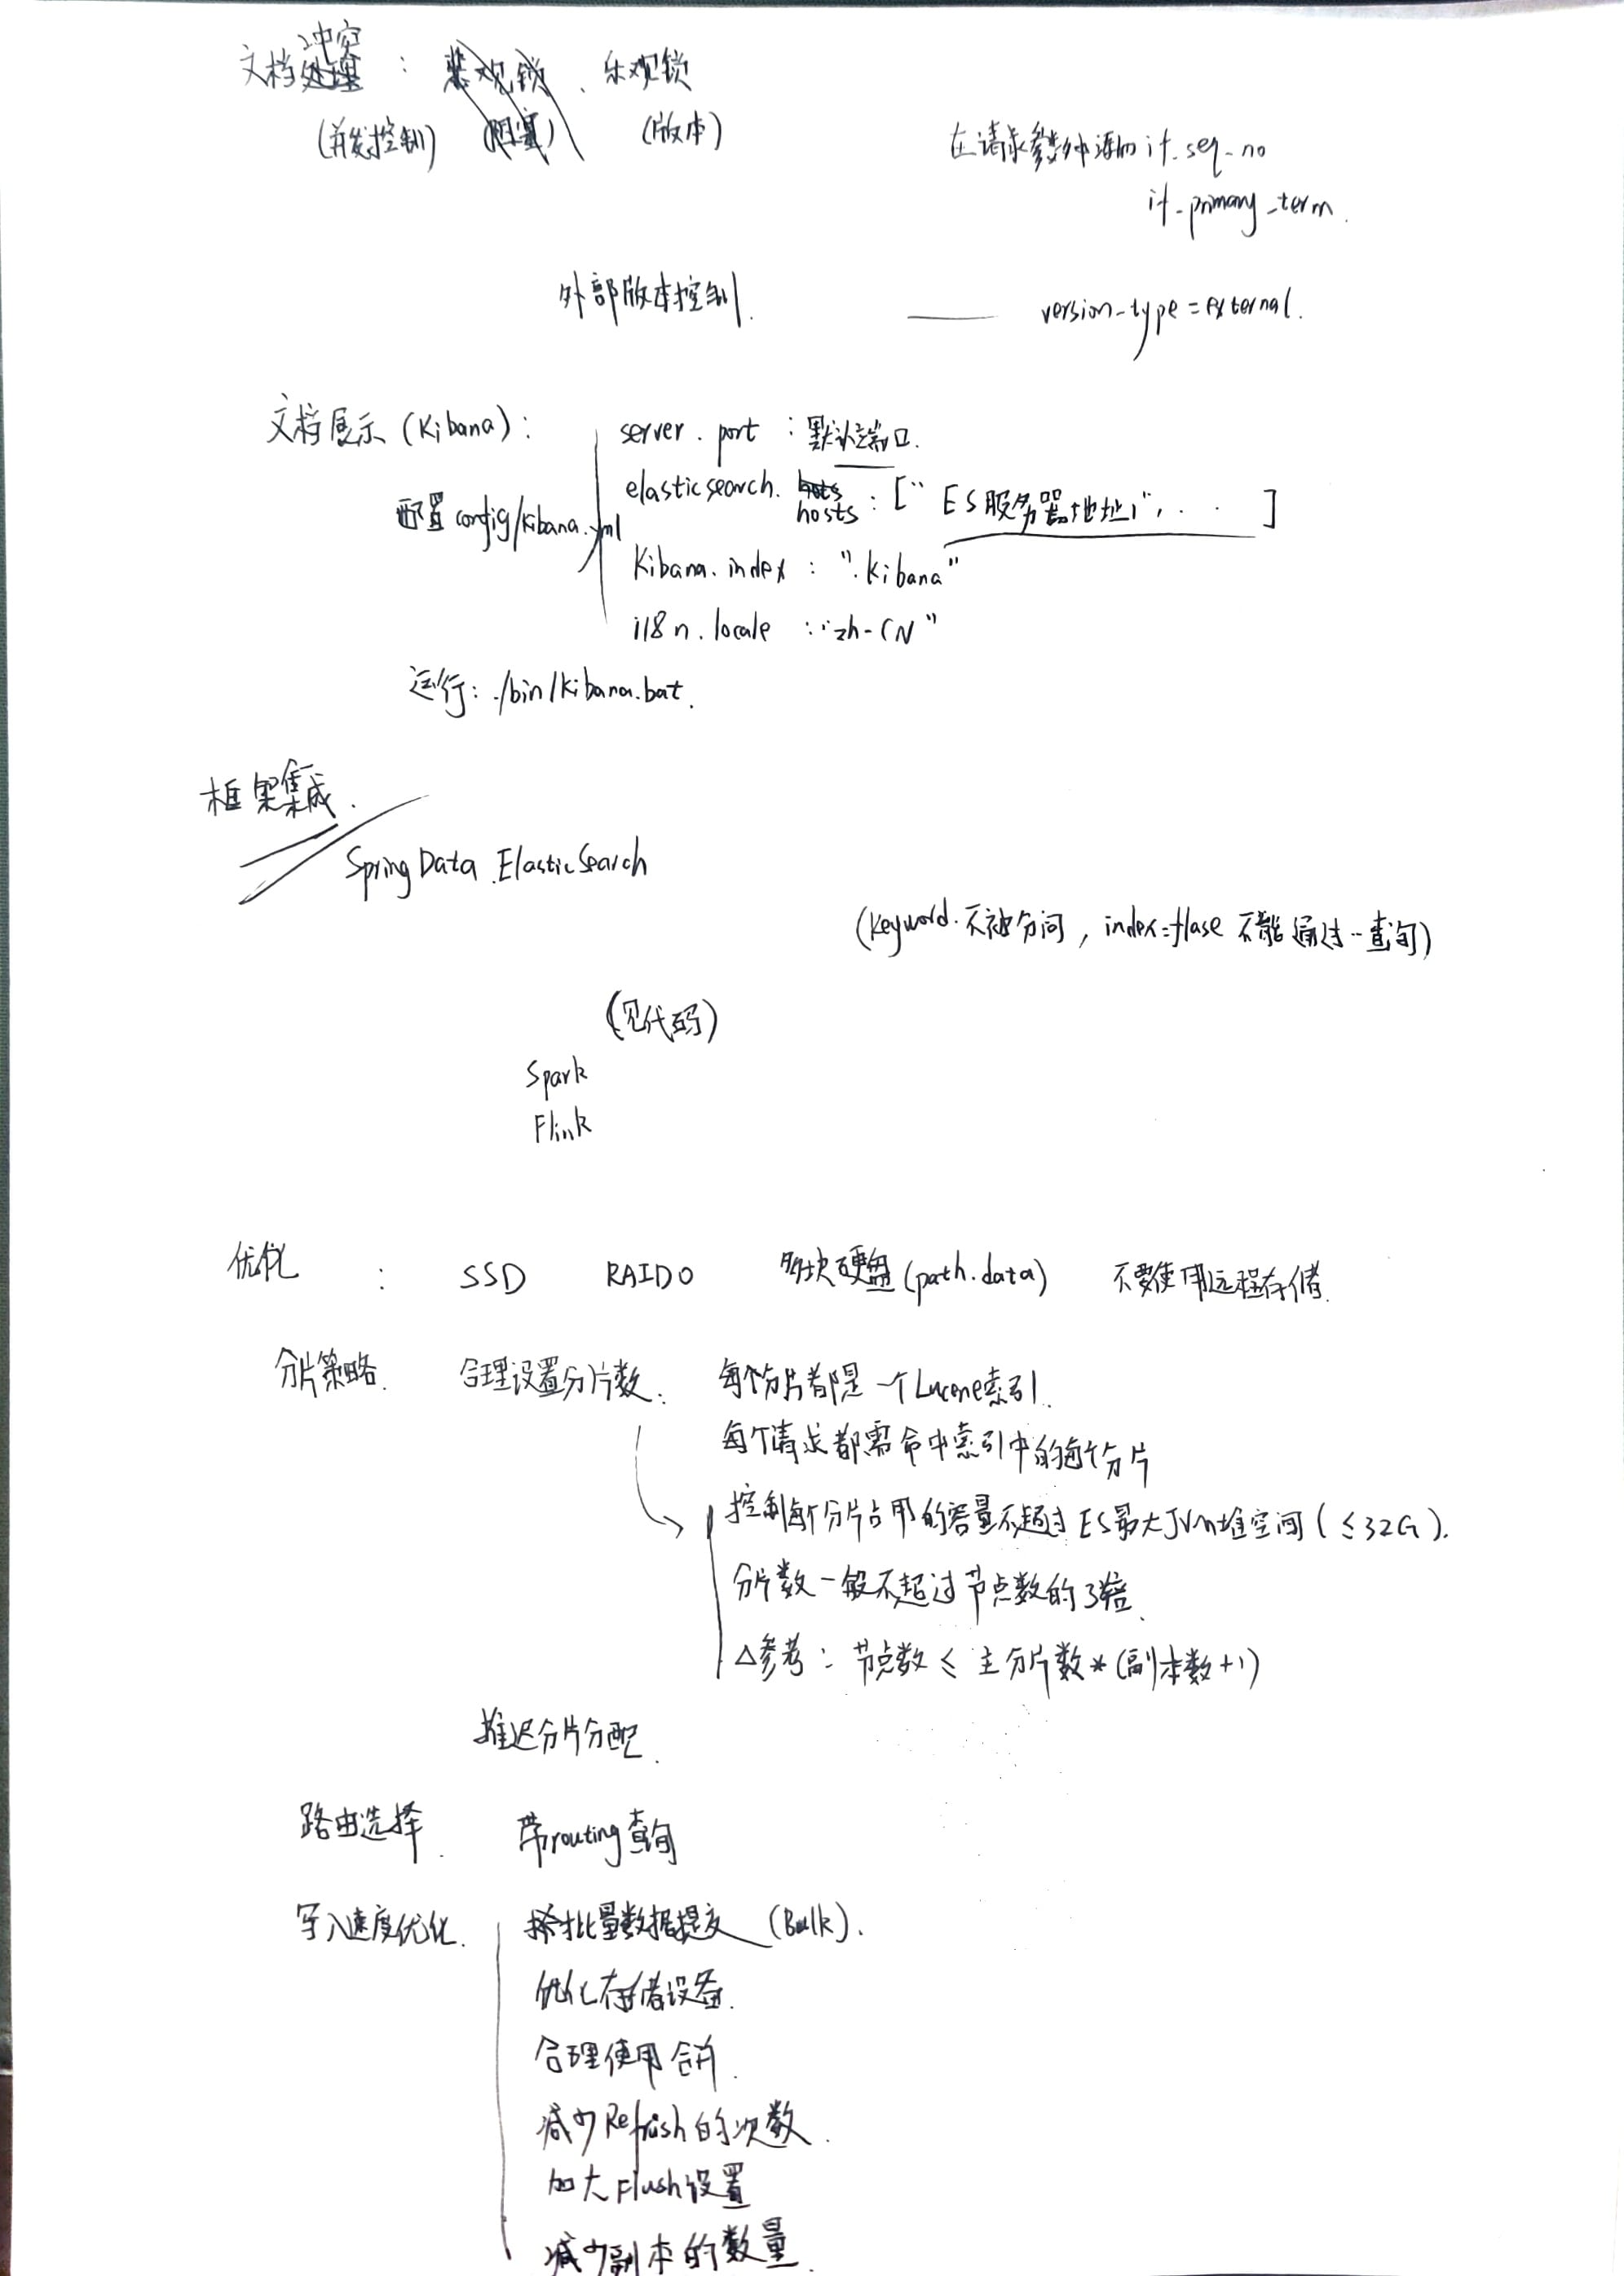 文档冲突 : 悲观锁 、 乐观锁
(并发控制) (阻塞) (版本)
在请求参数中添加 if_seq_no
if_primary_term.
外部版本控制. —— version_type = external.
文档展示 (Kibana) :
server.port : 默认端口.
配置 config/kibana.yml
elasticsearch. hosts : [" ES服务器地址1", . . ]
Kibana.index : ".kibana"
i18n.locale : "zh-CN"
运行: ./bin/kibana.bat.
框架集成.
Spring Data ElasticSearch
(keyword. 不被分词, index=flase 不能通过…查询)
(见代码)
Spark
Flink
优化 : SSD RAID0 多块硬盘 (path.data) 不要使用远程存储.
分片策略. 合理设置分片数: 每个分片都是一个Lucene索引.
每个请求都需命中索引中的每个分片
控制每个分片占用的容量不超过ES最大JVM堆空间 (≤32G).
分片数一般不超过节点数的3倍.
△参考: 节点数 ≤ 主分片数 * (副本数+1)
推迟分片分配.
路由选择. 带routing查询
写入速度优化. 批量数据提交 (Bulk).
优化存储设备.
合理使用合并.
减少Refresh的次数.
加大Flush设置
减少副本的数量.